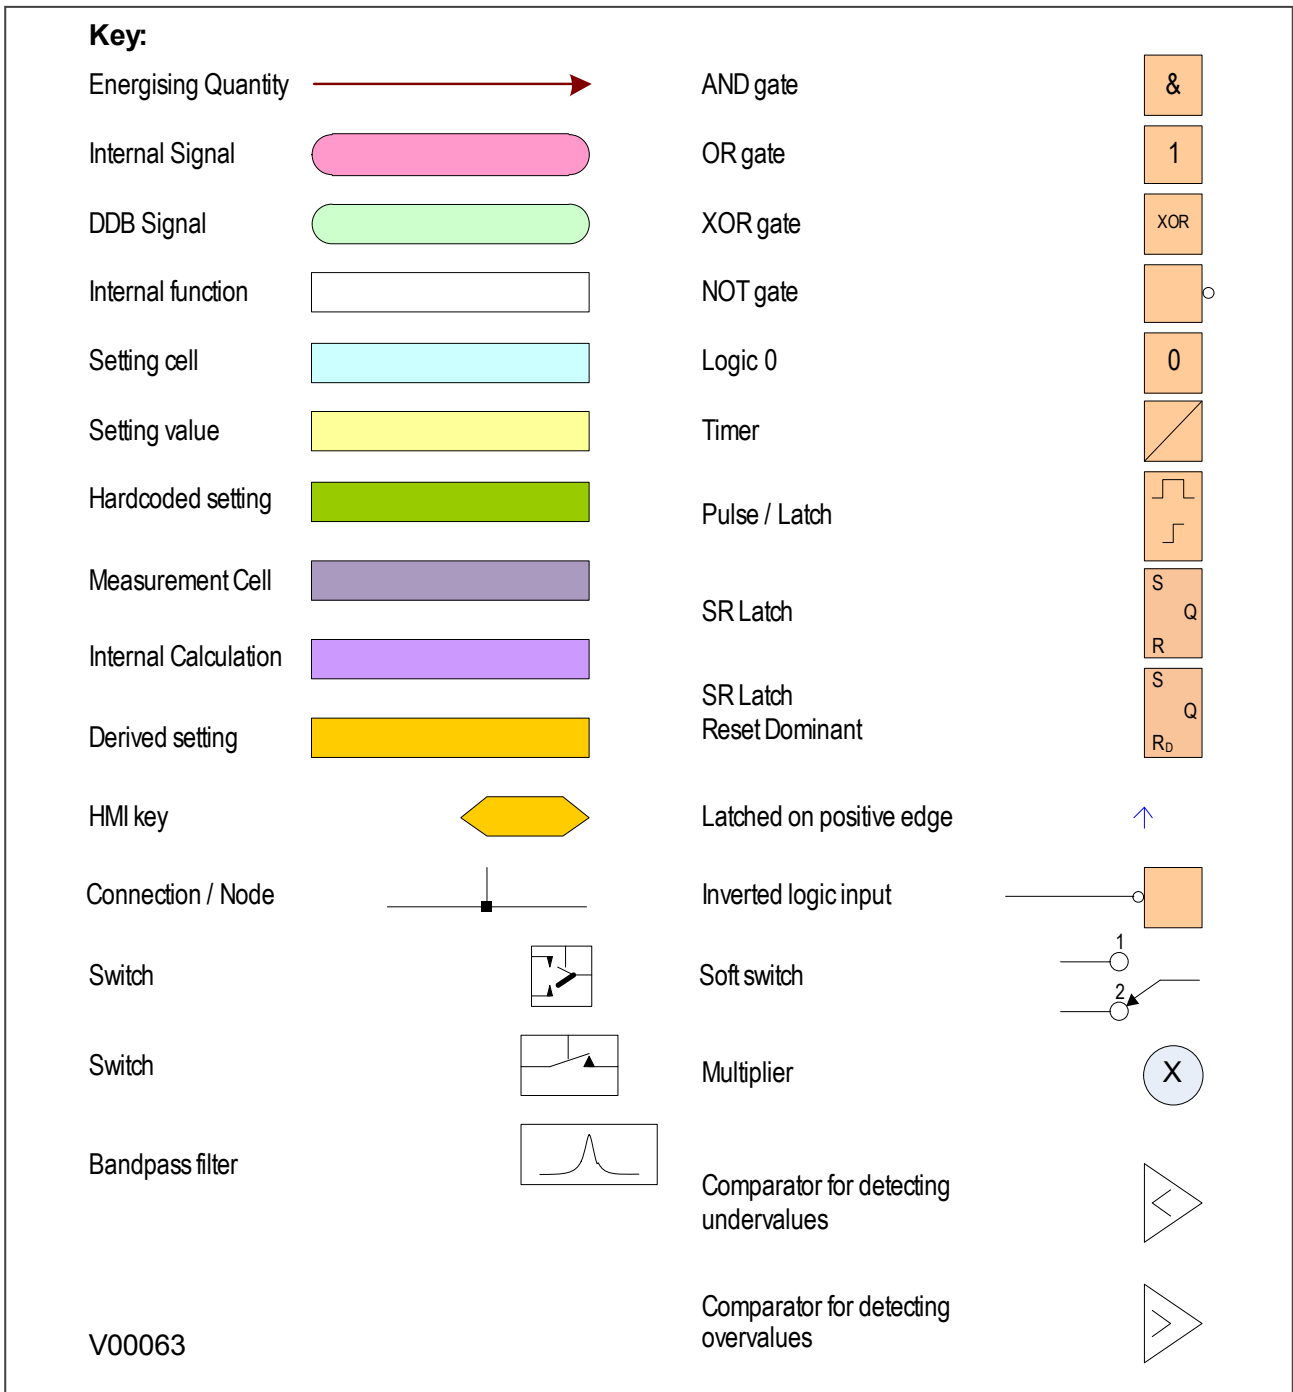 Key:
Energising Quantity
Internal Signal
DDB Signal
Internal function
Setting cell
Setting value
Hardcoded setting
Measurement Cell
Internal Calculation
Derived setting
HMI key
Connection / Node
Switch
Switch
Bandpass filter
V00063
AND gate
&
OR gate
1
XOR gate
XOR
NOT gate
Logic 0
0
Timer
Pulse / Latch
SR Latch
S
Q
R
SR Latch
Reset Dominant
S
Q
RD
Latched on positive edge
Inverted logic input
Soft switch
1
2
Multiplier
X
Comparator for detecting
undervalues
<
Comparator for detecting
overvalues
>